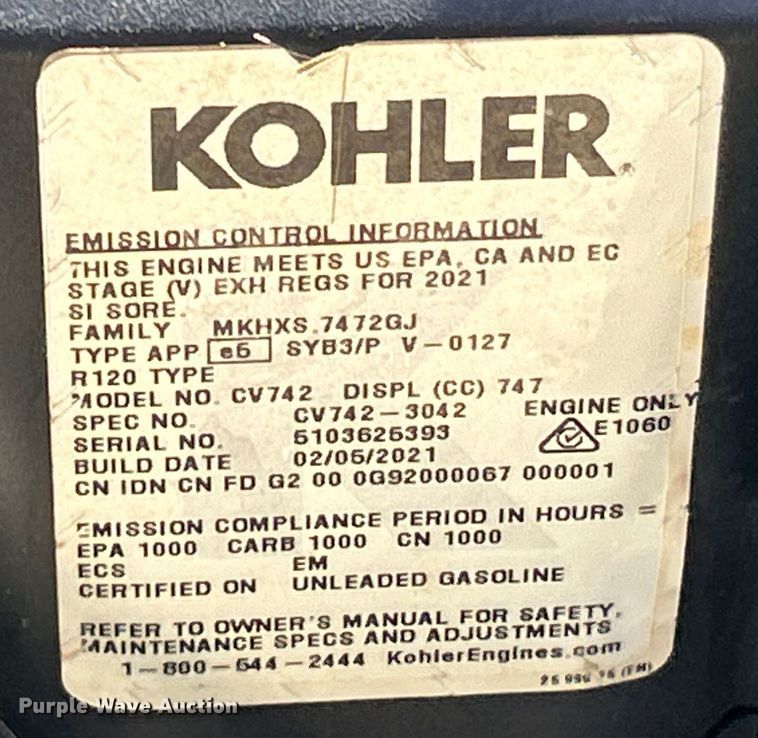 KOHLER
EMISSION CONTROL INFORMATION
THIS ENGINE MEETS US EPA, CA AND EC
STAGE (V) EXH REGS FOR 2021
SI SORE.
FAMILY MKHXS.7472GJ
TYPE APP e5 SYB3/P V-0127
R120 TYPE
MODEL NO. CV742 DISPL (CC) 747
SPEC NO. CV742-3042 ENGINE ONLY
SERIAL NO. 5103625393 E1060
BUILD DATE 02/05/2021
CN IDN CN FD G2 00 0G92000067 000001
EMISSION COMPLIANCE PERIOD IN HOURS =
EPA 1000 CARB 1000 CN 1000
ECS EM
CERTIFIED ON UNLEADED GASOLINE
REFER TO OWNER'S MANUAL FOR SAFETY,
MAINTENANCE SPECS AND ADJUSTMENTS
1-800-544-2444 KohlerEngines.com
Purple Wave Auction